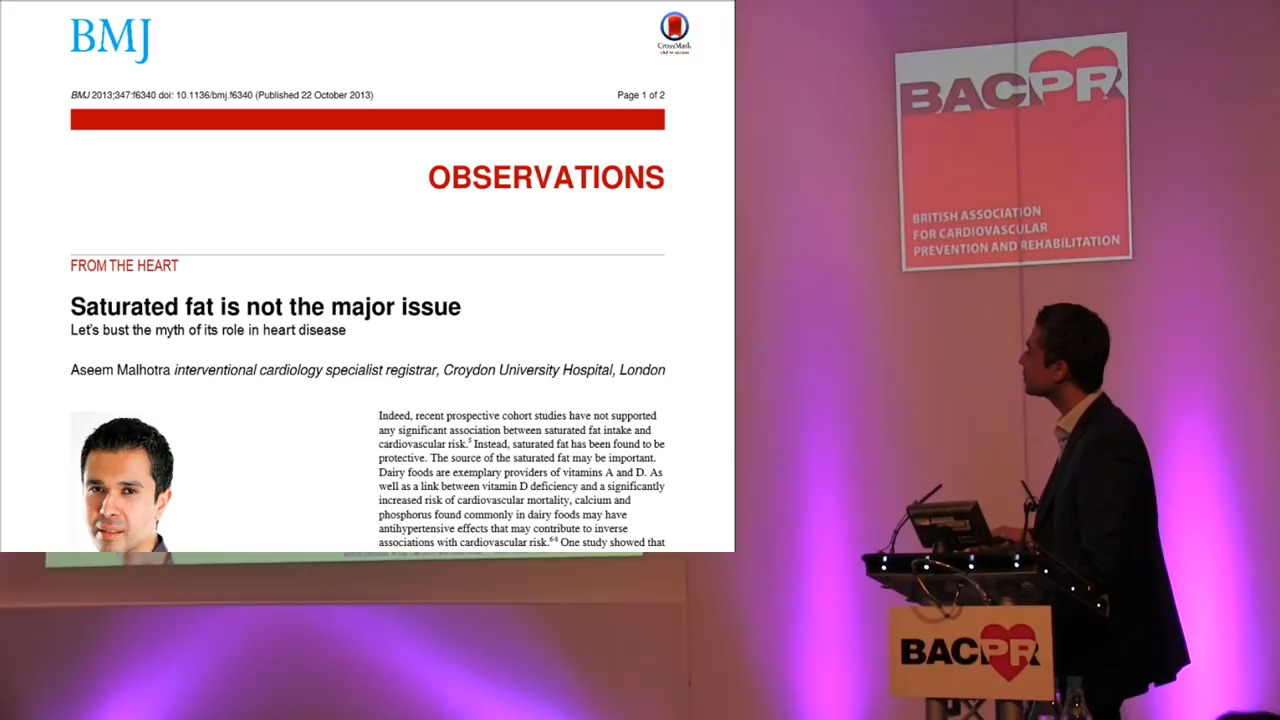 BMJ
CrossMark
BMJ 2013;347:f6340 doi: 10.1136/bmj.f6340 (Published 22 October 2013)
Page 1 of 2
OBSERVATIONS
FROM THE HEART
Saturated fat is not the major issue
Let's bust the myth of its role in heart disease
Aseem Malhotra interventional cardiology specialist registrar, Croydon University Hospital, London
Indeed, recent prospective cohort studies have not supported
any significant association between saturated fat intake and
cardiovascular risk.5 Instead, saturated fat has been found to be
protective. The source of the saturated fat may be important.
Dairy foods are exemplary providers of vitamins A and D. As
well as a link between vitamin D deficiency and a significantly
increased risk of cardiovascular mortality, calcium and
phosphorus found commonly in dairy foods may have
antihypertensive effects that may contribute to inverse
associations with cardiovascular risk.6-8 One study showed that
BACPR
BRITISH ASSOCIATION
FOR CARDIOVASCULAR
PREVENTION AND REHABILITATION
BACPR